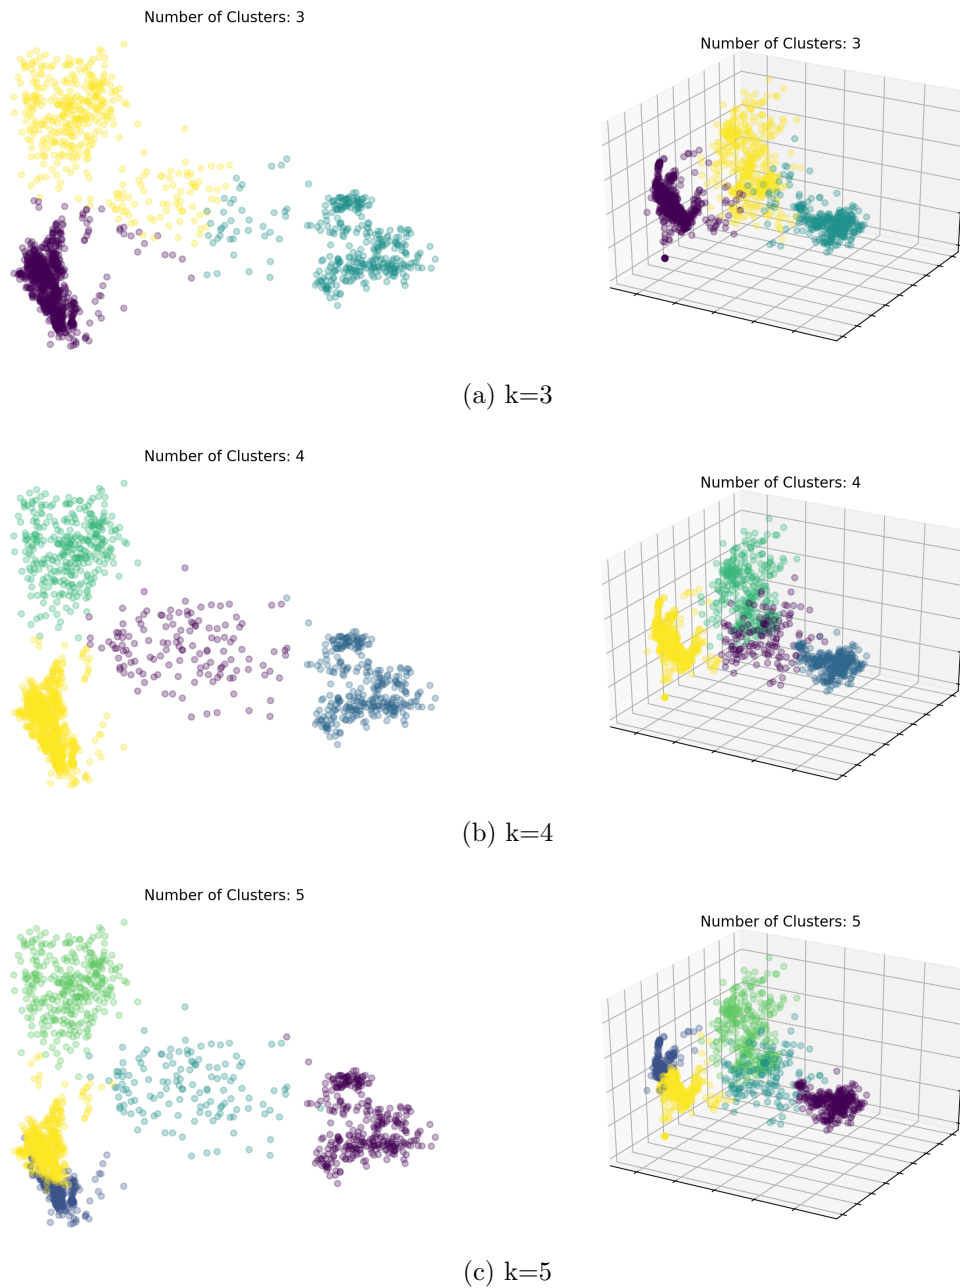 Number of Clusters: 3
Number of Clusters: 3
(a) k=3
Number of Clusters: 4
Number of Clusters: 4
(b) k=4
Number of Clusters: 5
Number of Clusters: 5
(c) k=5